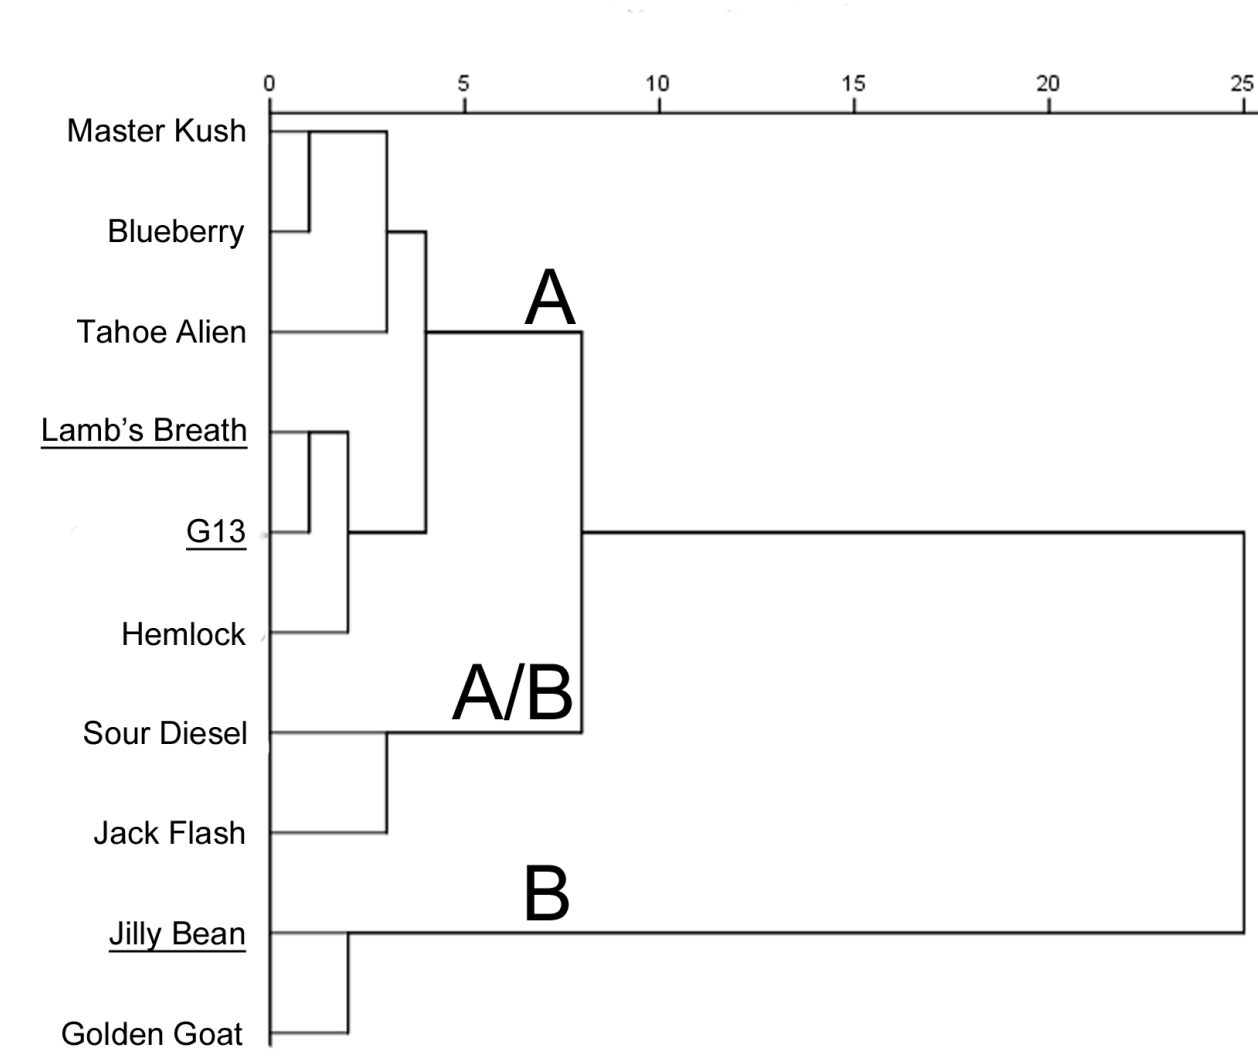 0 5 10 15 20 25
Master Kush
Blueberry
A
Tahoe Alien
Lamb’s Breath
G13
Hemlock
A/B
Sour Diesel
Jack Flash
B
Jilly Bean
Golden Goat